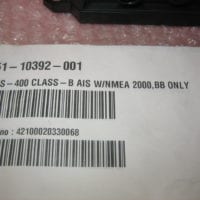 51-10392-001
S-400 CLASS-B AIS W/NMEA 2000,BB ONLY
no : 42100020330068